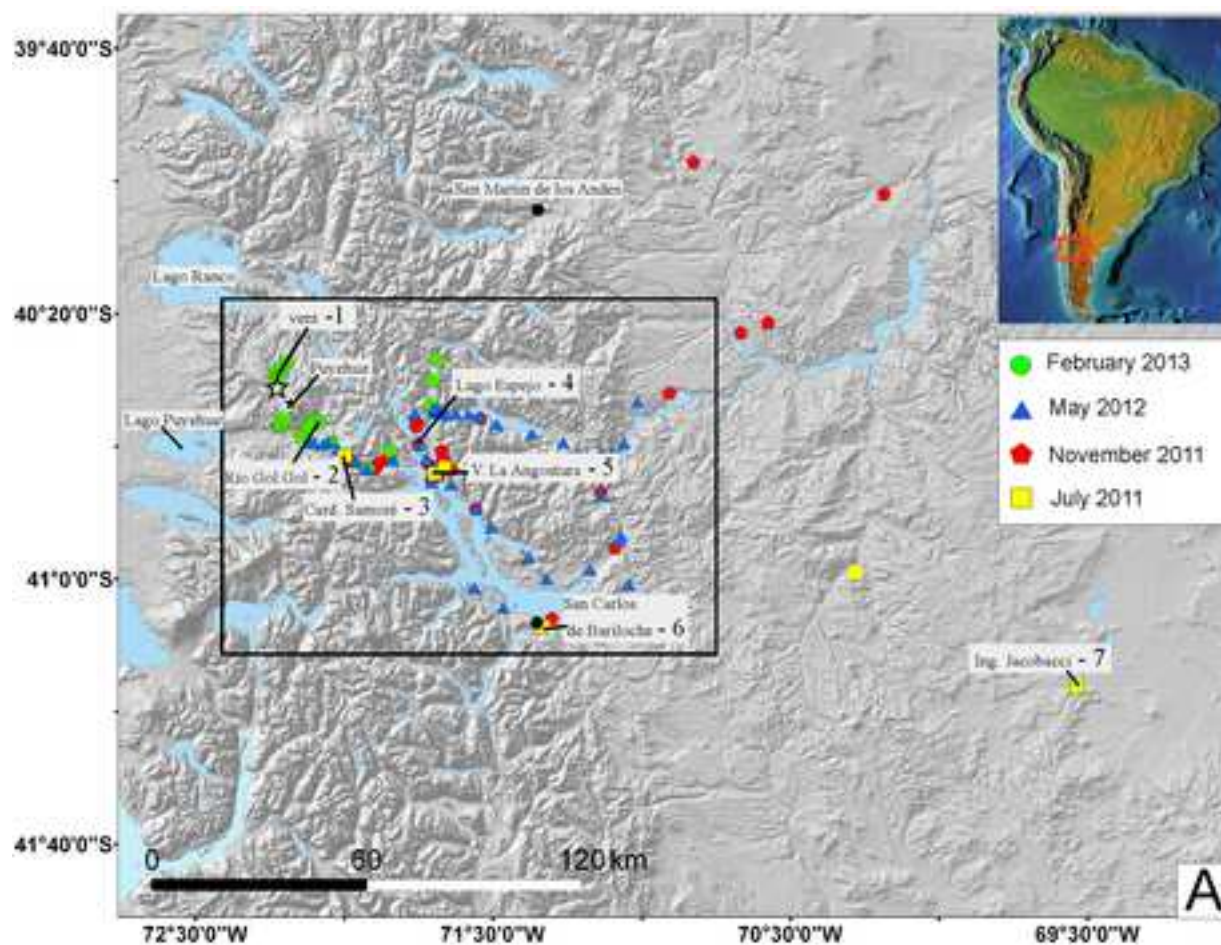 39°40'0"S
San Martin de los Andes
Lago Ranco
40°20'0"S
vent -1
Puyehue
Lago Espejo - 4
Lago Puyehue
Rio Gol Gol - 2
V. La Angostura - 5
Card. Samoré - 3
41°0'0"S
San Carlos
de Bariloche - 6
Ing. Jacobacci - 7
41°40'0"S
0 60 120 km
72°30'0"W 71°30'0"W 70°30'0"W 69°30'0"W
February 2013
May 2012
November 2011
July 2011
A